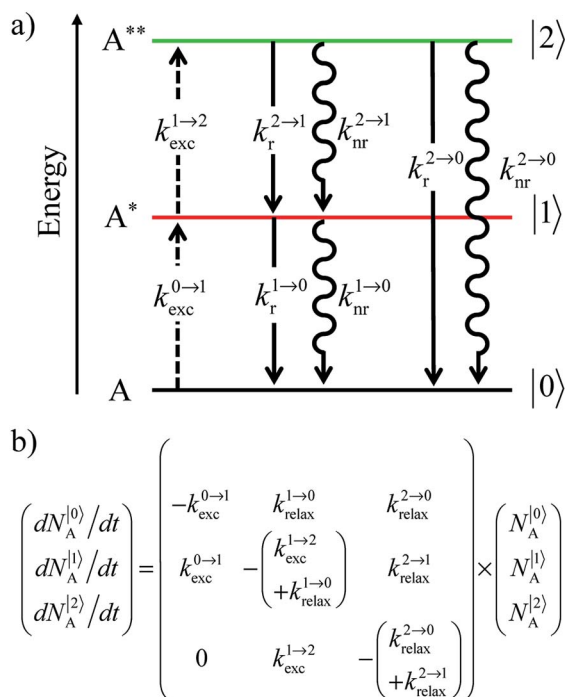 a)
A** |2⟩
k_exc^{1→2} k_r^{2→1} k_nr^{2→1} k_r^{2→0} k_nr^{2→0}
Energy
A* |1⟩
k_exc^{0→1} k_r^{1→0} k_nr^{1→0}
A |0⟩
b)
(dN_A^{|0⟩}/dt) (−k_exc^{0→1} k_relax^{1→0} k_relax^{2→0}) (N_A^{|0⟩})
(dN_A^{|1⟩}/dt) = (k_exc^{0→1} −(k_exc^{1→2} +k_relax^{1→0}) k_relax^{2→1}) × (N_A^{|1⟩})
(dN_A^{|2⟩}/dt) (0 k_exc^{1→2} −(k_relax^{2→0} +k_relax^{2→1})) (N_A^{|2⟩})